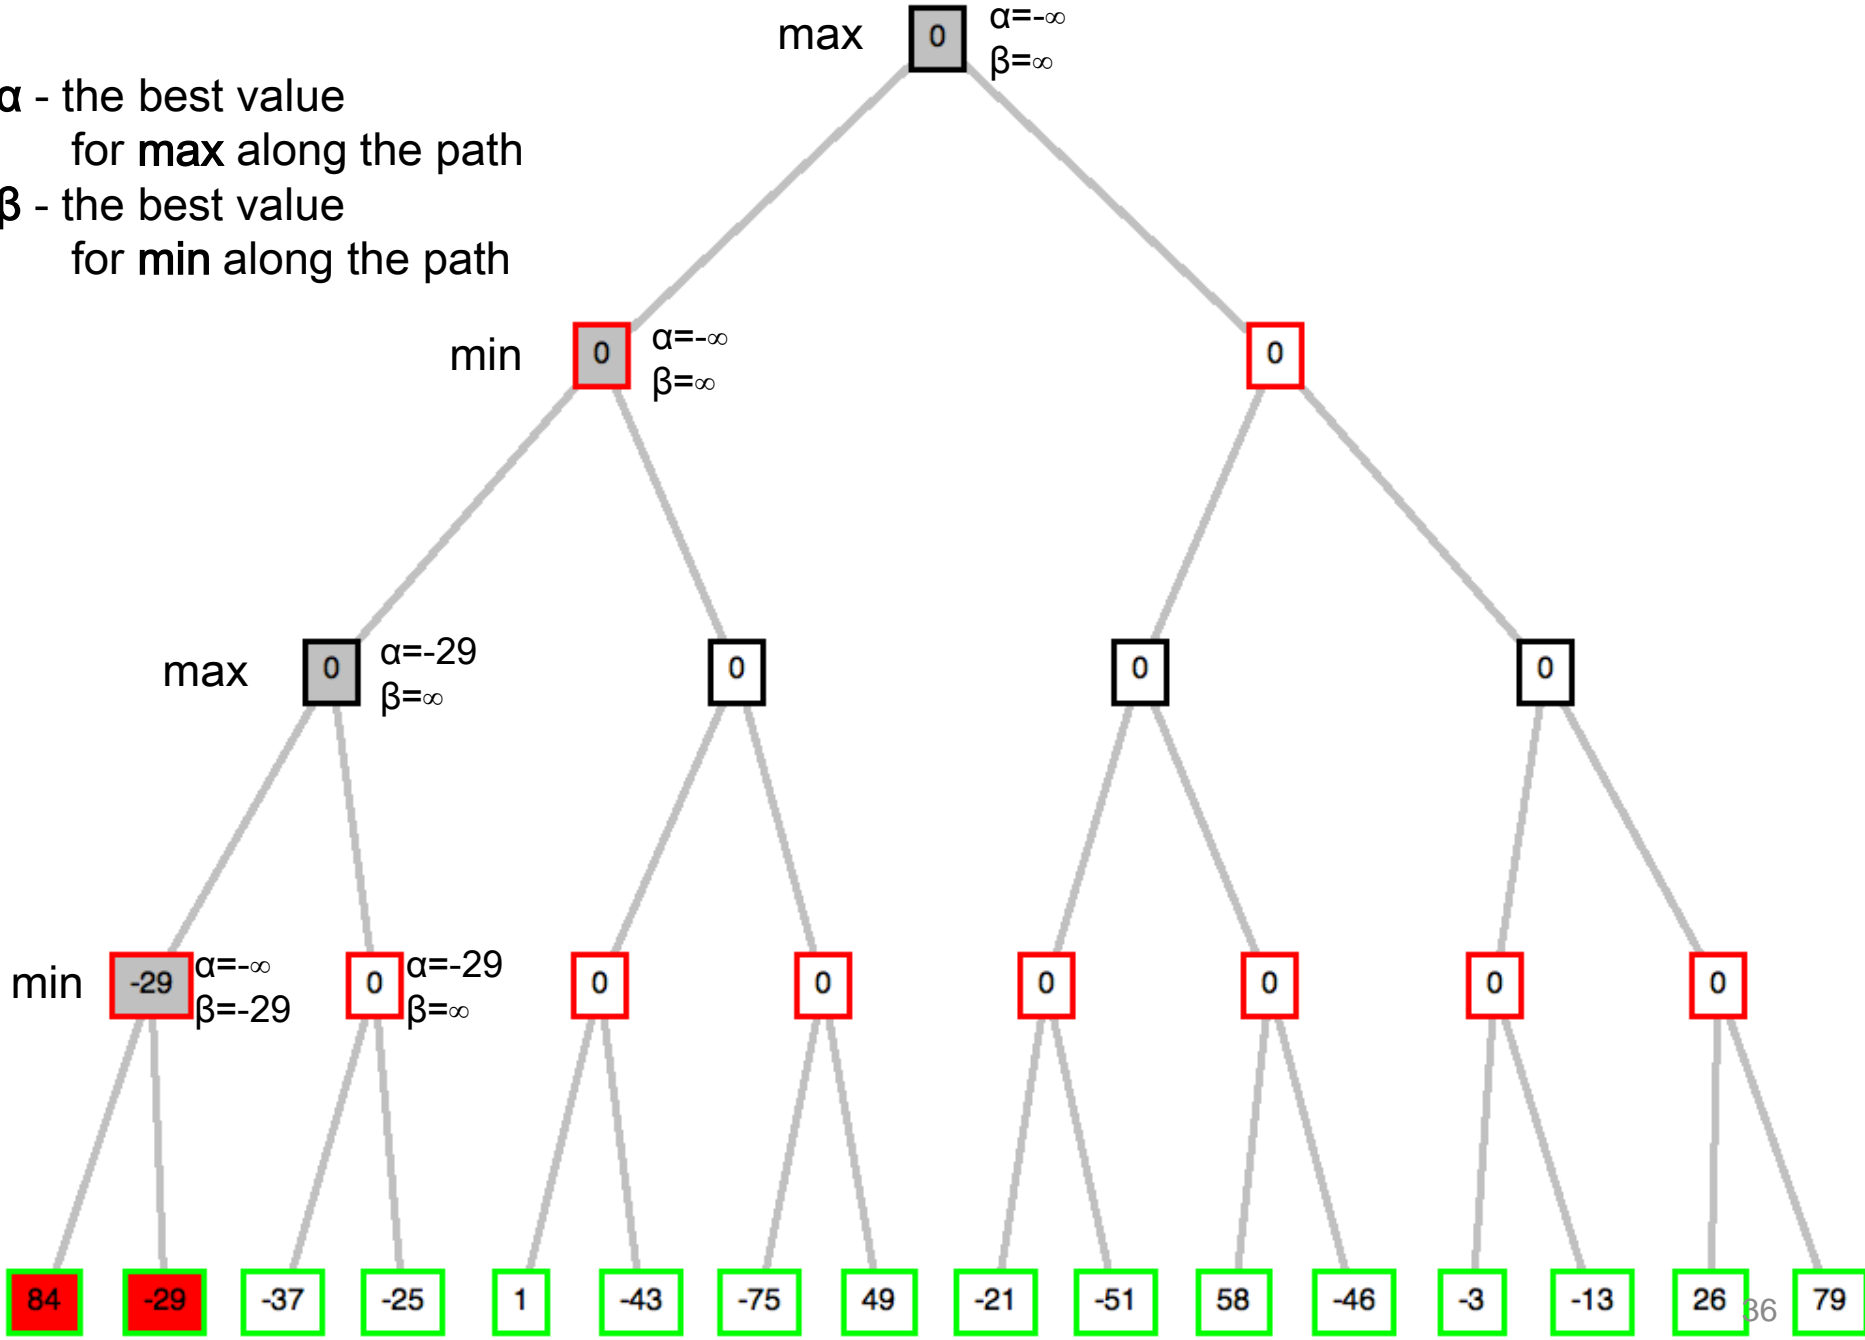 max 0 α=-∞
β=∞
α - the best value
for max along the path
β - the best value
for min along the path
min 0 α=-∞
β=∞
0
max 0 α=-29
β=∞
0 0 0
min -29 α=-∞
β=-29
0 α=-29
β=∞
0 0 0 0 0 0
84 -29 -37 -25 1 -43 -75 49 -21 -51 58 -46 -3 -13 26 36 79